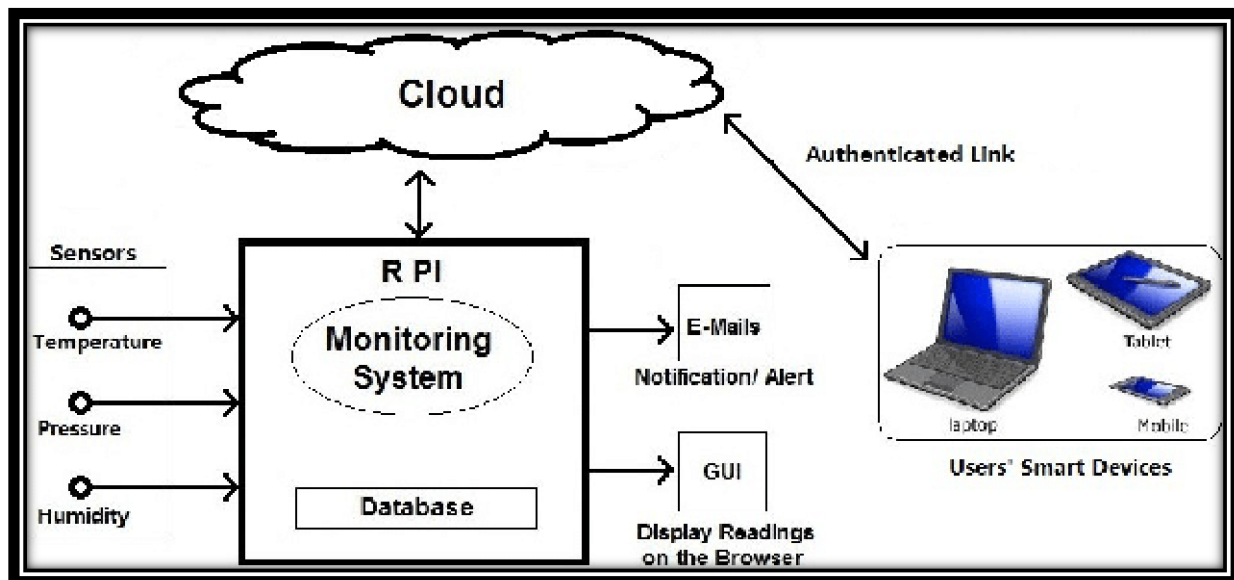 Cloud
Authenticated Link
Sensors
R PI
Temperature
Monitoring
System
E-Mails
Tablet
Notification/ Alert
Pressure
laptop
Mobile
Users' Smart Devices
GUI
Humidity
Database
Display Readings
on the Browser